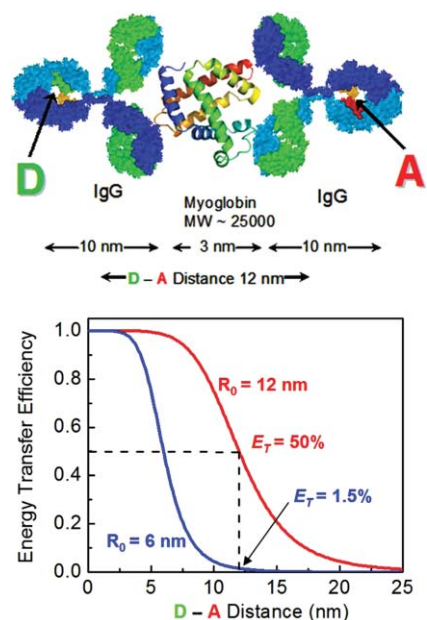 D
A
IgG
IgG
Myoglobin
MW ~ 25000
10 nm
3 nm
10 nm
D – A Distance 12 nm
Energy Transfer Efficiency
1.0
0.8
0.6
0.4
0.2
0.0
R0 = 12 nm
ET = 50%
ET = 1.5%
R0 = 6 nm
0 5 10 15 20 25
D – A Distance (nm)